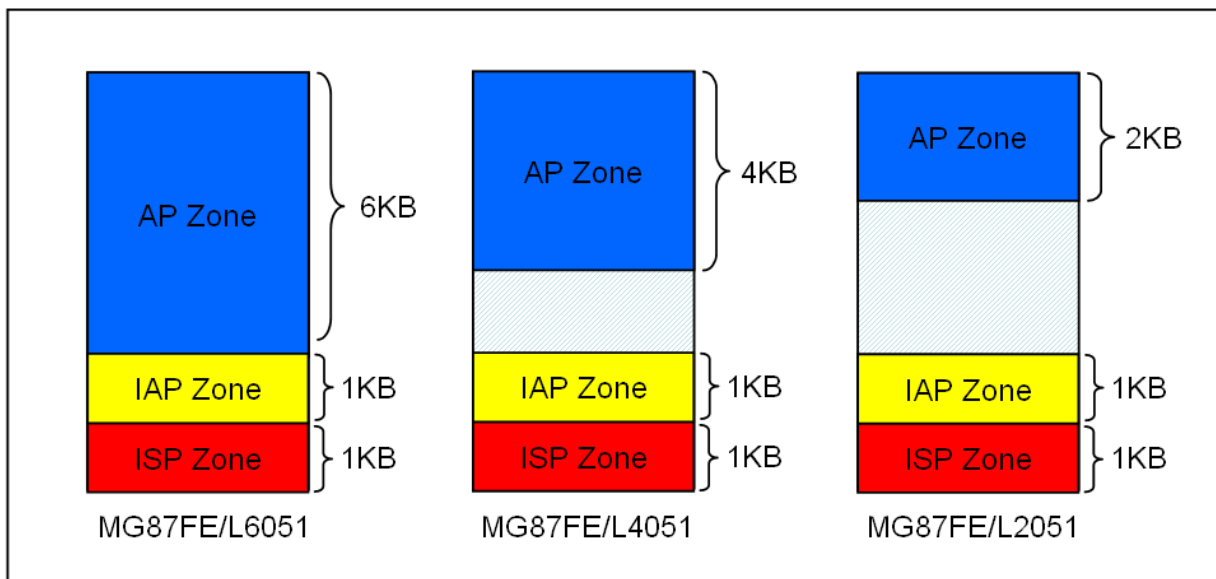 AP Zone
6KB
IAP Zone
1KB
ISP Zone
1KB
MG87FE/L6051
AP Zone
4KB
IAP Zone
1KB
ISP Zone
1KB
MG87FE/L4051
AP Zone
2KB
IAP Zone
1KB
ISP Zone
1KB
MG87FE/L2051